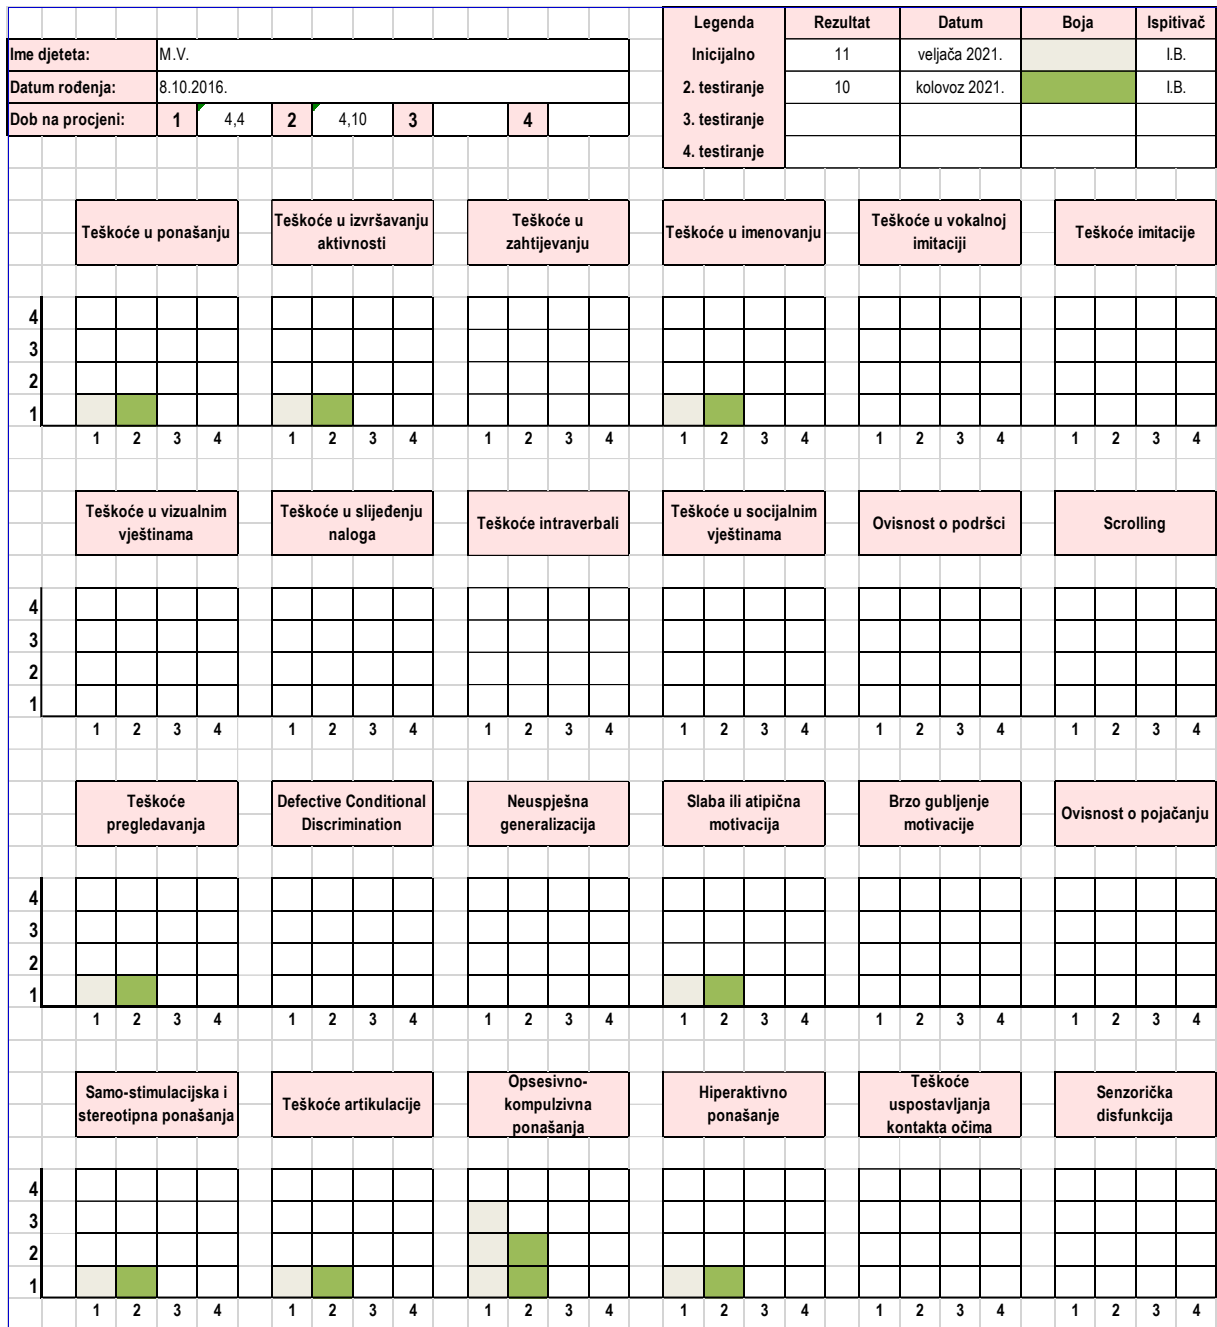 Legenda Rezultat Datum Boja Ispitivač
Ime djeteta: M.V. Inicijalno 11 veljača 2021. I.B.
Datum rođenja: 8.10.2016. 2. testiranje 10 kolovoz 2021. I.B.
Dob na procjeni: 1 4,4 2 4,10 3 4 3. testiranje
4. testiranje
Teškoće u ponašanju
Teškoće u izvršavanju
aktivnosti
Teškoće u
zahtijevanju
Teškoće u imenovanju
Teškoće u vokalnoj
imitaciji
Teškoće imitacije
4
3
2
1
1 2 3 4 1 2 3 4 1 2 3 4 1 2 3 4 1 2 3 4 1 2 3 4
Teškoće u vizualnim
vještinama
Teškoće u slijeđenju
naloga
Teškoće intraverbali
Teškoće u socijalnim
vještinama
Ovisnost o podršci
Scrolling
4
3
2
1
1 2 3 4 1 2 3 4 1 2 3 4 1 2 3 4 1 2 3 4 1 2 3 4
Teškoće
pregledavanja
Defective Conditional
Discrimination
Neuspješna
generalizacija
Slaba ili atipična
motivacija
Brzo gubljenje
motivacije
Ovisnost o pojačanju
4
3
2
1
1 2 3 4 1 2 3 4 1 2 3 4 1 2 3 4 1 2 3 4 1 2 3 4
Samo-stimulacijska i
stereotipna ponašanja
Teškoće artikulacije
Opsesivno-
kompulzivna
ponašanja
Hiperaktivno
ponašanje
Teškoće
uspostavljanja
kontakta očima
Senzorička
disfunkcija
4
3
2
1
1 2 3 4 1 2 3 4 1 2 3 4 1 2 3 4 1 2 3 4 1 2 3 4